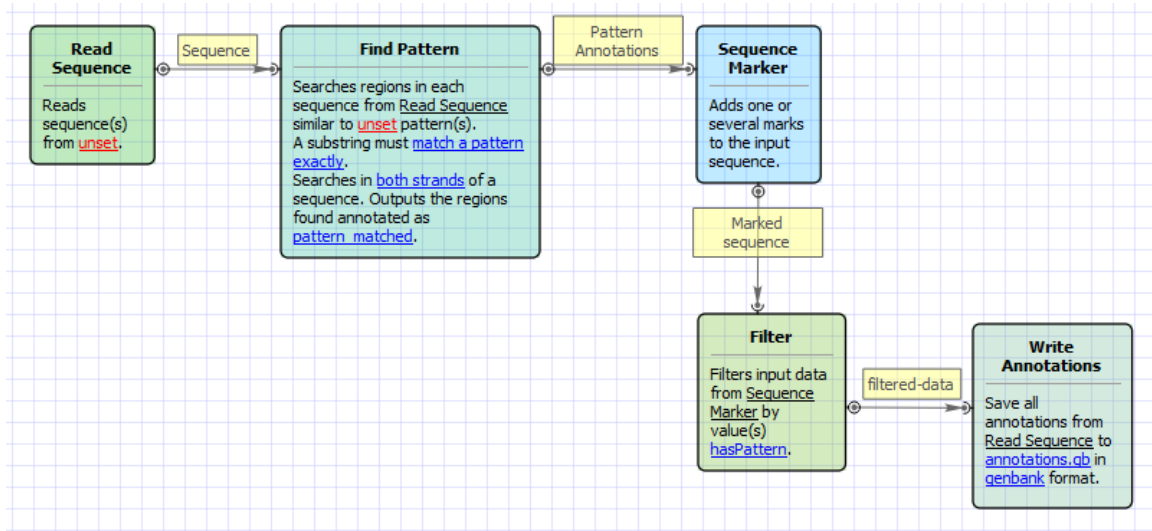 Read
Sequence
Reads
sequence(s)
from unset.
Sequence
Find Pattern
Searches regions in each
sequence from Read Sequence
similar to unset pattern(s).
A substring must match a pattern
exactly.
Searches in both strands of a
sequence. Outputs the regions
found annotated as
pattern_matched.
Pattern
Annotations
Sequence
Marker
Adds one or
several marks
to the input
sequence.
Marked
sequence
Filter
Filters input data
from Sequence
Marker by
value(s)
hasPattern.
filtered-data
Write
Annotations
Save all
annotations from
Read Sequence to
annotations.gb in
genbank format.